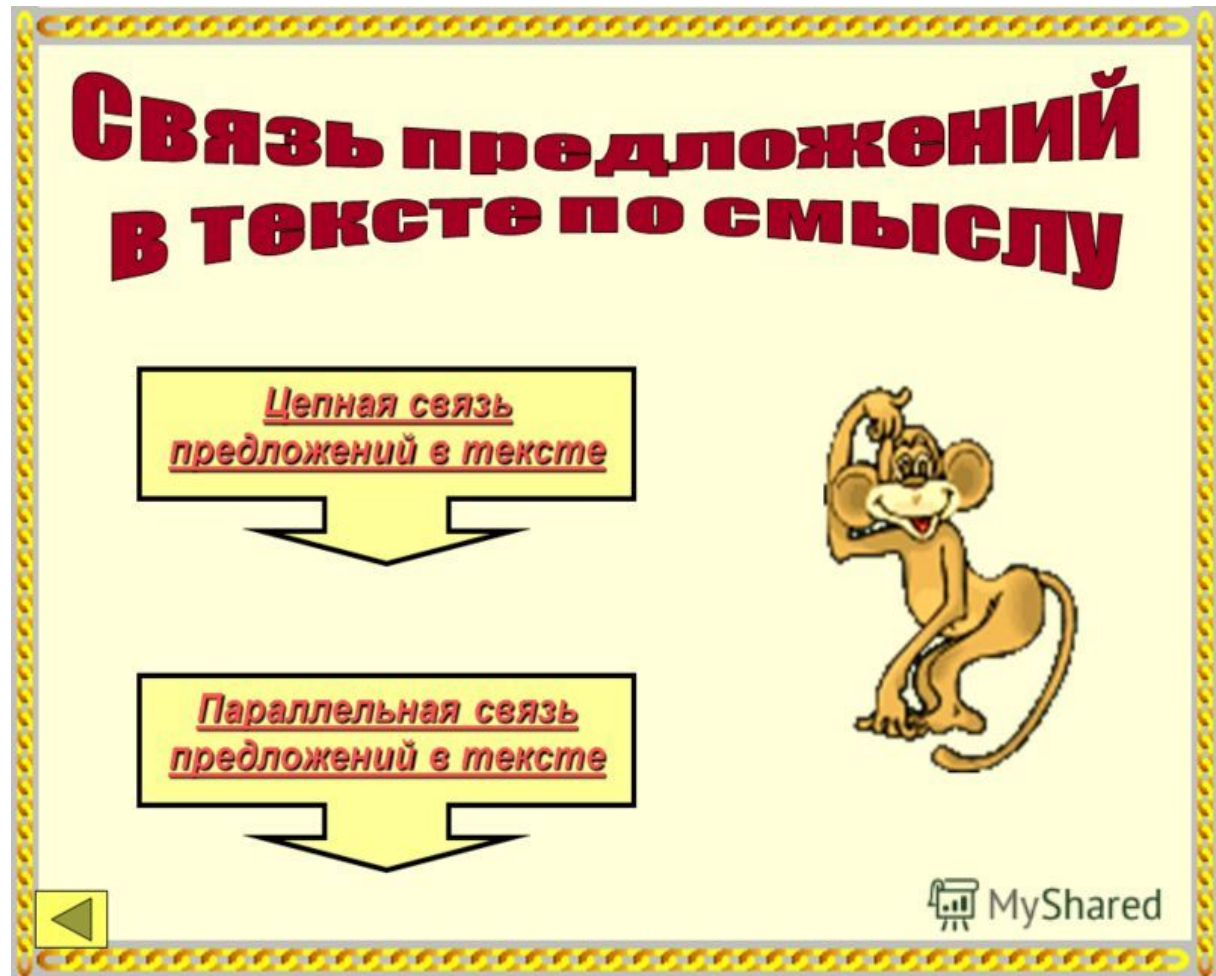 Связь предложений
в тексте по смыслу
Цепная связь
предложений в тексте
Параллельная связь
предложений в тексте
MyShared